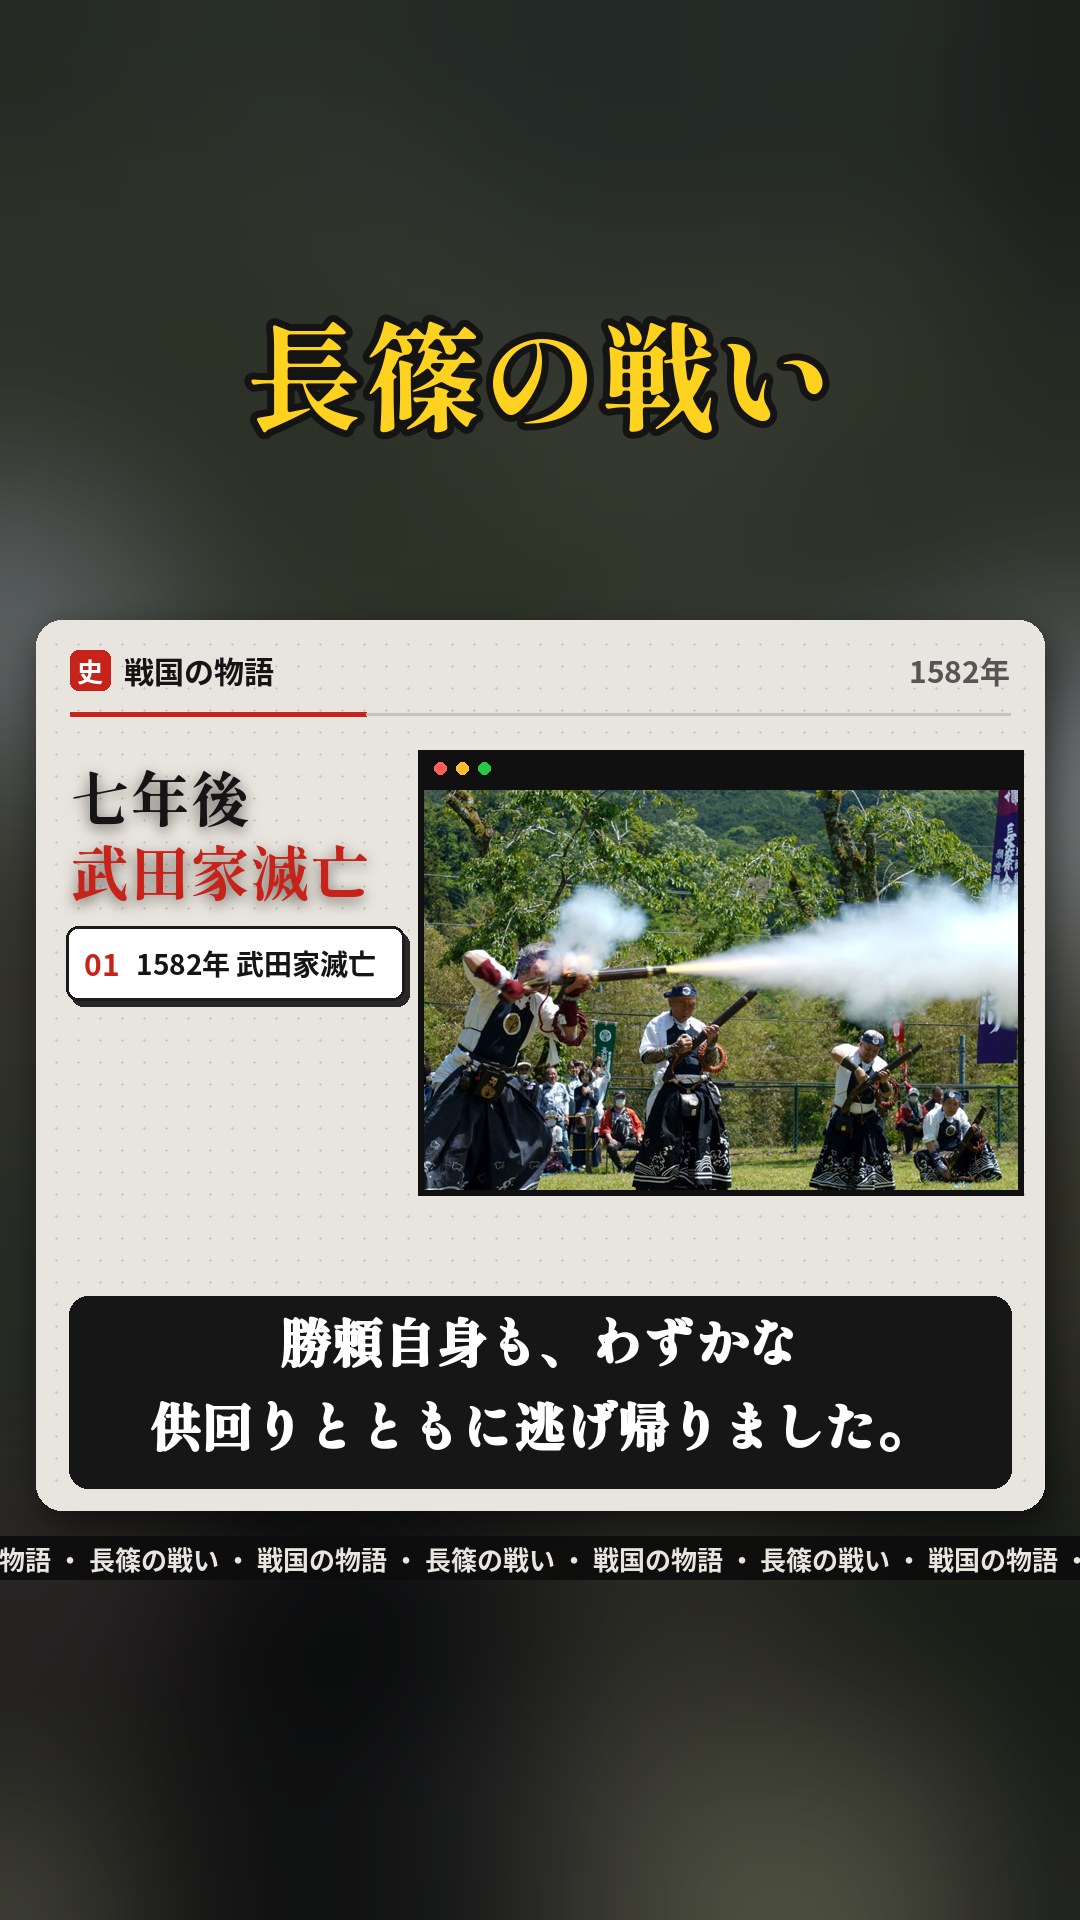 長篠の戦い
史 戦国の物語
1582年
七年後
武田家滅亡
01 1582年 武田家滅亡
勝頼自身も、わずかな
供回りとともに逃げ帰りました。
物語 ・ 長篠の戦い ・ 戦国の物語 ・ 長篠の戦い ・ 戦国の物語 ・ 長篠の戦い ・ 戦国の物語 ・